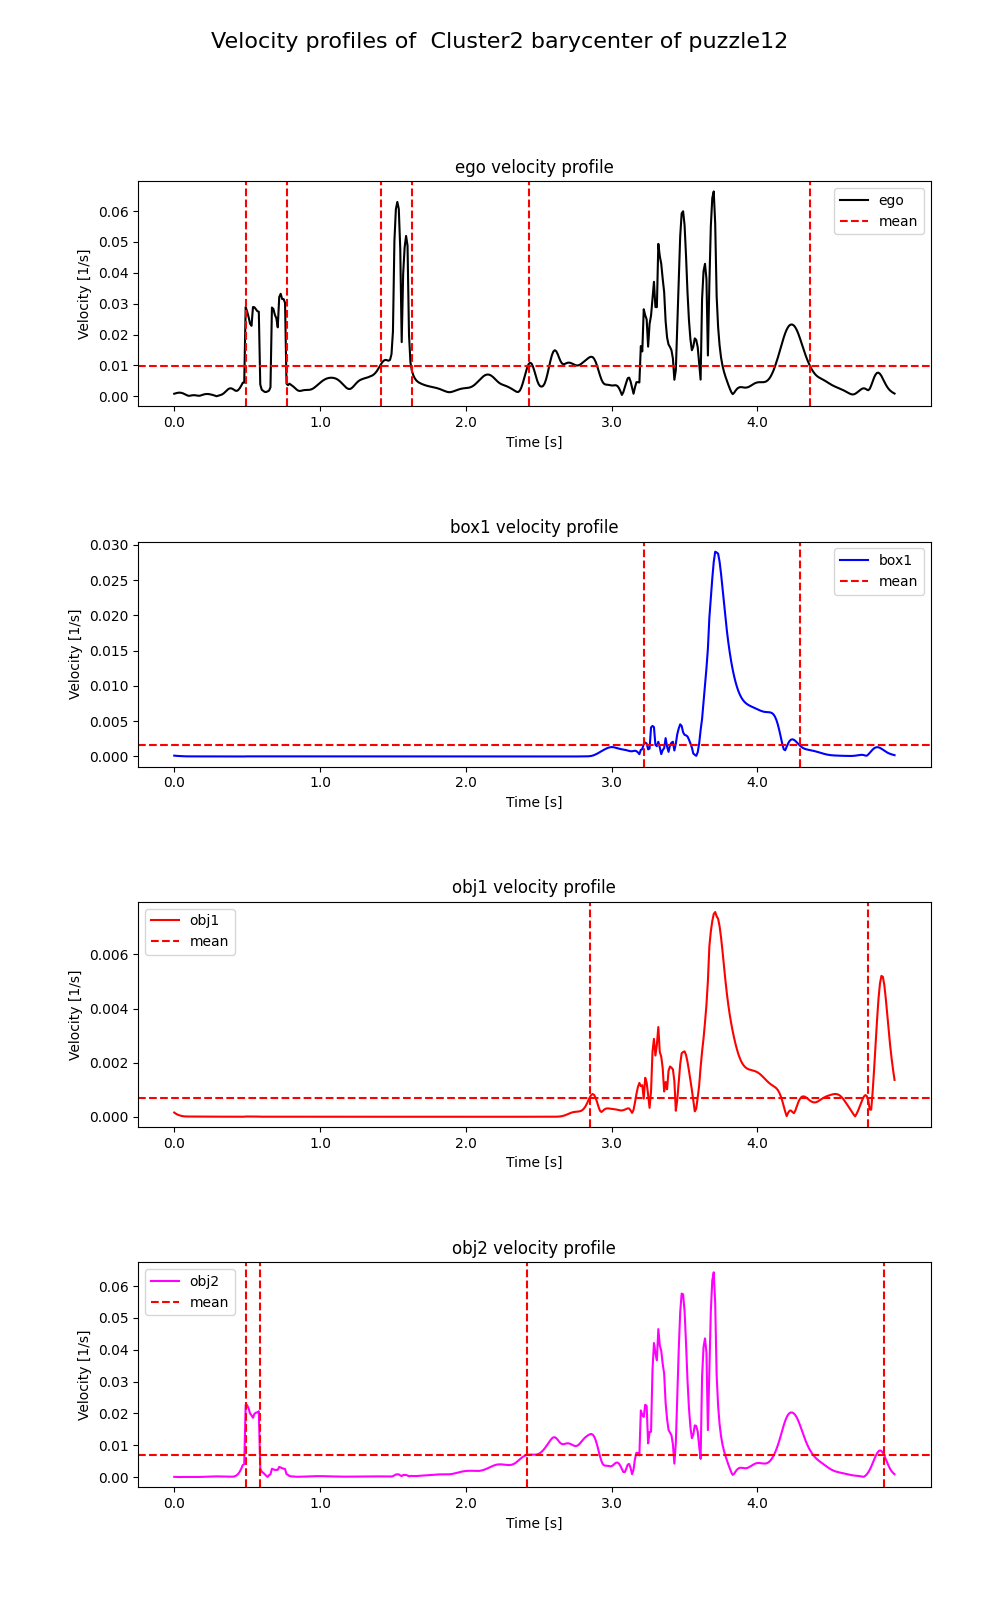 Velocity profiles of  Cluster2 barycenter of puzzle12
ego velocity profile
Velocity [1/s]
0.06
0.05
0.04
0.03
0.02
0.01
0.00
ego
mean
0.0 1.0 2.0 3.0 4.0
Time [s]
box1 velocity profile
Velocity [1/s]
0.030
0.025
0.020
0.015
0.010
0.005
0.000
box1
mean
0.0 1.0 2.0 3.0 4.0
Time [s]
obj1 velocity profile
Velocity [1/s]
0.006
0.004
0.002
0.000
obj1
mean
0.0 1.0 2.0 3.0 4.0
Time [s]
obj2 velocity profile
Velocity [1/s]
0.06
0.05
0.04
0.03
0.02
0.01
0.00
obj2
mean
0.0 1.0 2.0 3.0 4.0
Time [s]